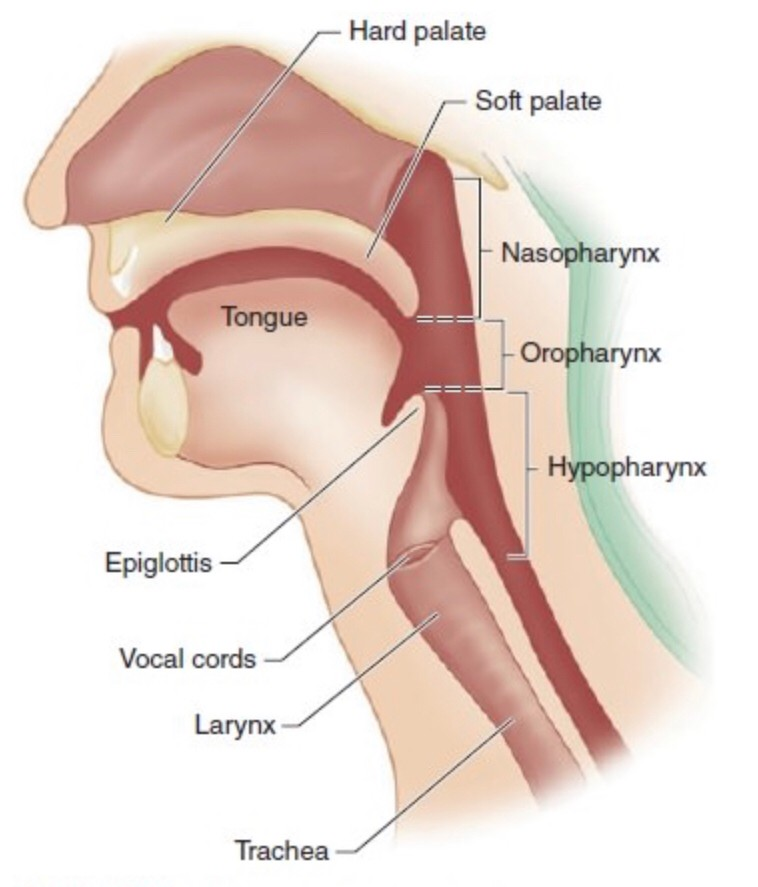 Hard palate
Soft palate
Nasopharynx
Tongue
Oropharynx
Hypopharynx
Epiglottis
Vocal cords
Larynx
Trachea